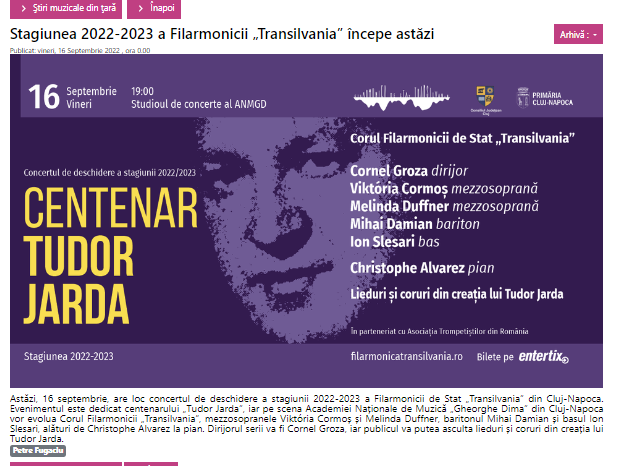 Știri muzicale din țară
Înapoi
Stagiunea 2022-2023 a Filarmonicii „Transilvania” începe astăzi
Arhivă :
Publicat: vineri, 16 Septembrie 2022 , ora 0.00
16 Septembrie
Vineri
19:00
Studioul de concerte al ANMGD
Consiliul Județean
Cluj
PRIMĂRIA
CLUJ-NAPOCA
Corul Filarmonicii de Stat „Transilvania”
Concertul de deschidere a stagiunii 2022/2023
CENTENAR
TUDOR
JARDA
Cornel Groza dirijor
Viktória Cormoș mezzosoprană
Melinda Duffner mezzosoprană
Mihai Damian bariton
Ion Slesari bas
Christophe Alvarez pian
Lieduri și coruri din creația lui Tudor Jarda
În parteneriat cu Asociația Trompetiștilor din România
Stagiunea 2022-2023
filarmonicatransilvania.ro
Bilete pe entertix
Astăzi, 16 septembrie, are loc concertul de deschidere a stagiunii 2022-2023 a Filarmonicii de Stat „Transilvania” din Cluj-Napoca.
Evenimentul este dedicat centenarului „Tudor Jarda”, iar pe scena Academiei Naționale de Muzică „Gheorghe Dima” din Cluj-Napoca
vor evolua Corul Filarmonicii „Transilvania”, mezzosopranele Viktória Cormoș și Melinda Duffner, baritonul Mihai Damian și basul Ion
Slesari, alături de Christophe Alvarez la pian. Dirijorul serii va fi Cornel Groza, iar publicul va putea asculta lieduri și coruri din creația lui
Tudor Jarda.
Petre Fugaciu